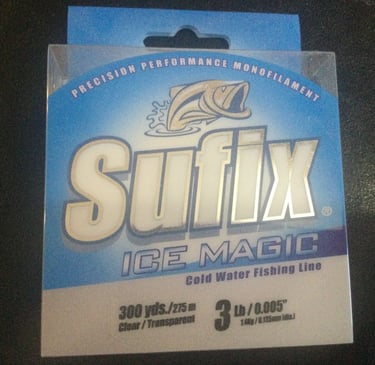 PRECISION PERFORMANCE MONOFILAMENT
Sufix®
ICE MAGIC
Cold Water Fishing Line
300 yds./275 m
Clear / Transparent
3 Lb / 0.005"